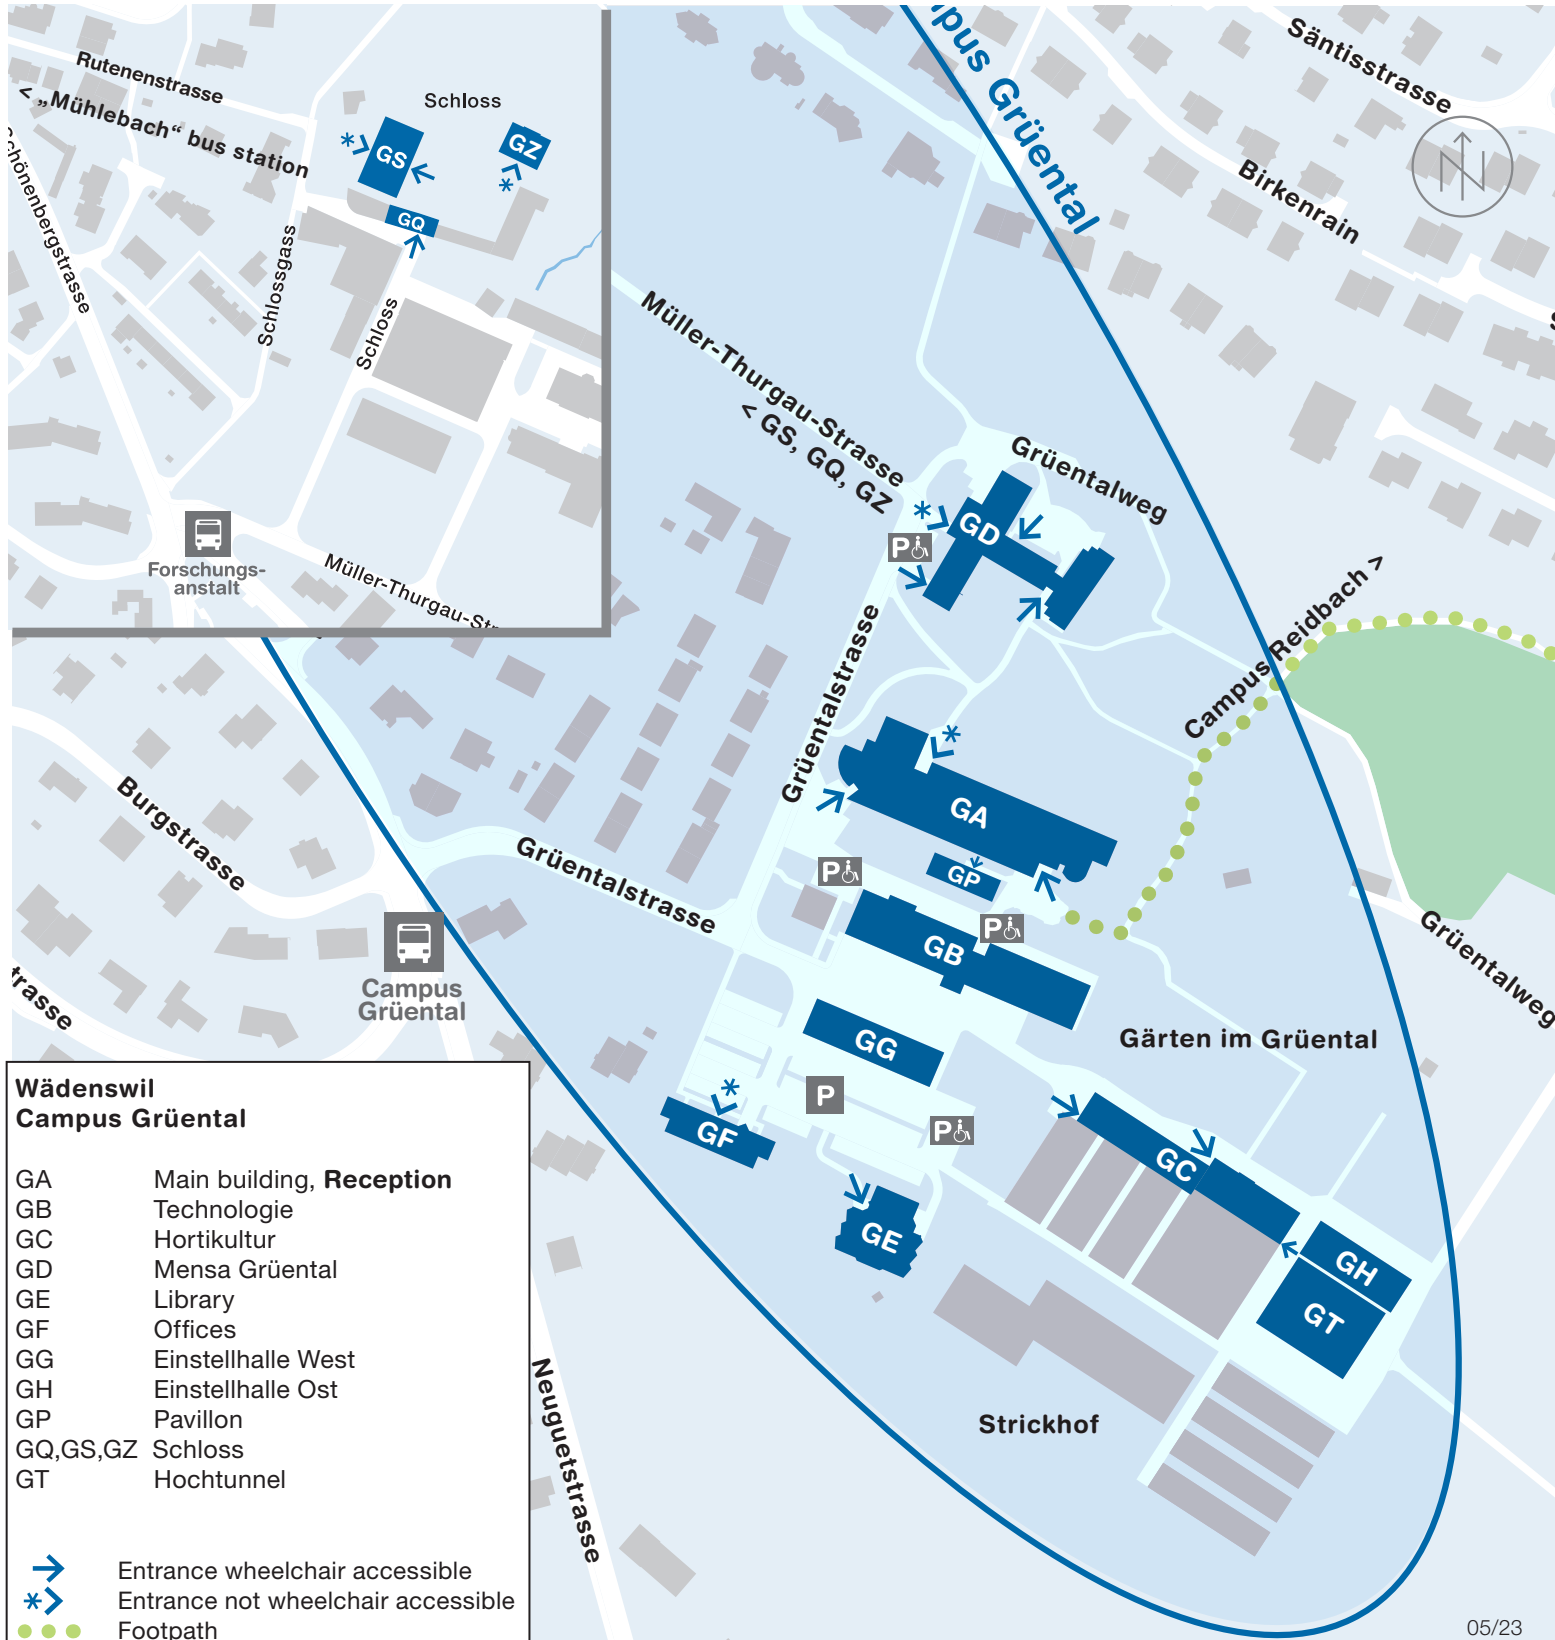 Rutenenstrasse
< „Mühlebach“ bus station
Schloss
GS
GZ
GQ
Schönenbergstrasse
Schlossgass
Schloss
Forschungs-
anstalt
Müller-Thurgau-Str
Campus Grüental
Säntisstrasse
Birkenrain
N
Müller-Thurgau-Strasse
< GS, GQ, GZ
Grüentalweg
GD
P
Campus Reidbach >
Grüentalstrasse
GA
GP
P
P
GB
Burgstrasse
Grüentalstrasse
Campus
Grüental
trasse
Grüentalweg
Gärten im Grüental
GG
P
P
GF
GE
GC
GH
GT
Strickhof
Neuguetstrasse
Wädenswil
Campus Grüental
GA Main building, Reception
GB Technologie
GC Hortikultur
GD Mensa Grüental
GE Library
GF Offices
GG Einstellhalle West
GH Einstellhalle Ost
GP Pavillon
GQ,GS,GZ Schloss
GT Hochtunnel
Entrance wheelchair accessible
Entrance not wheelchair accessible
Footpath
05/23